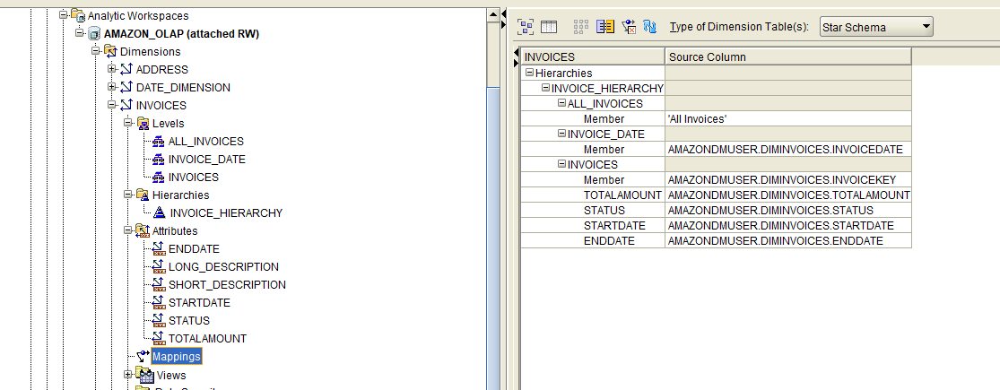 Analytic Workspaces
AMAZON_OLAP (attached RW)
Dimensions
ADDRESS
DATE_DIMENSION
INVOICES
Levels
ALL_INVOICES
INVOICE_DATE
INVOICES
Hierarchies
INVOICE_HIERARCHY
Attributes
ENDDATE
LONG_DESCRIPTION
SHORT_DESCRIPTION
STARTDATE
STATUS
TOTALAMOUNT
Mappings
Views
Type of Dimension Table(s): Star Schema
INVOICES Source Column
Hierarchies
INVOICE_HIERARCHY
ALL_INVOICES
Member 'All Invoices'
INVOICE_DATE
Member AMAZONDMUSER.DIMINVOICES.INVOICEDATE
INVOICES
Member AMAZONDMUSER.DIMINVOICES.INVOICEKEY
TOTALAMOUNT AMAZONDMUSER.DIMINVOICES.TOTALAMOUNT
STATUS AMAZONDMUSER.DIMINVOICES.STATUS
STARTDATE AMAZONDMUSER.DIMINVOICES.STARTDATE
ENDDATE AMAZONDMUSER.DIMINVOICES.ENDDATE